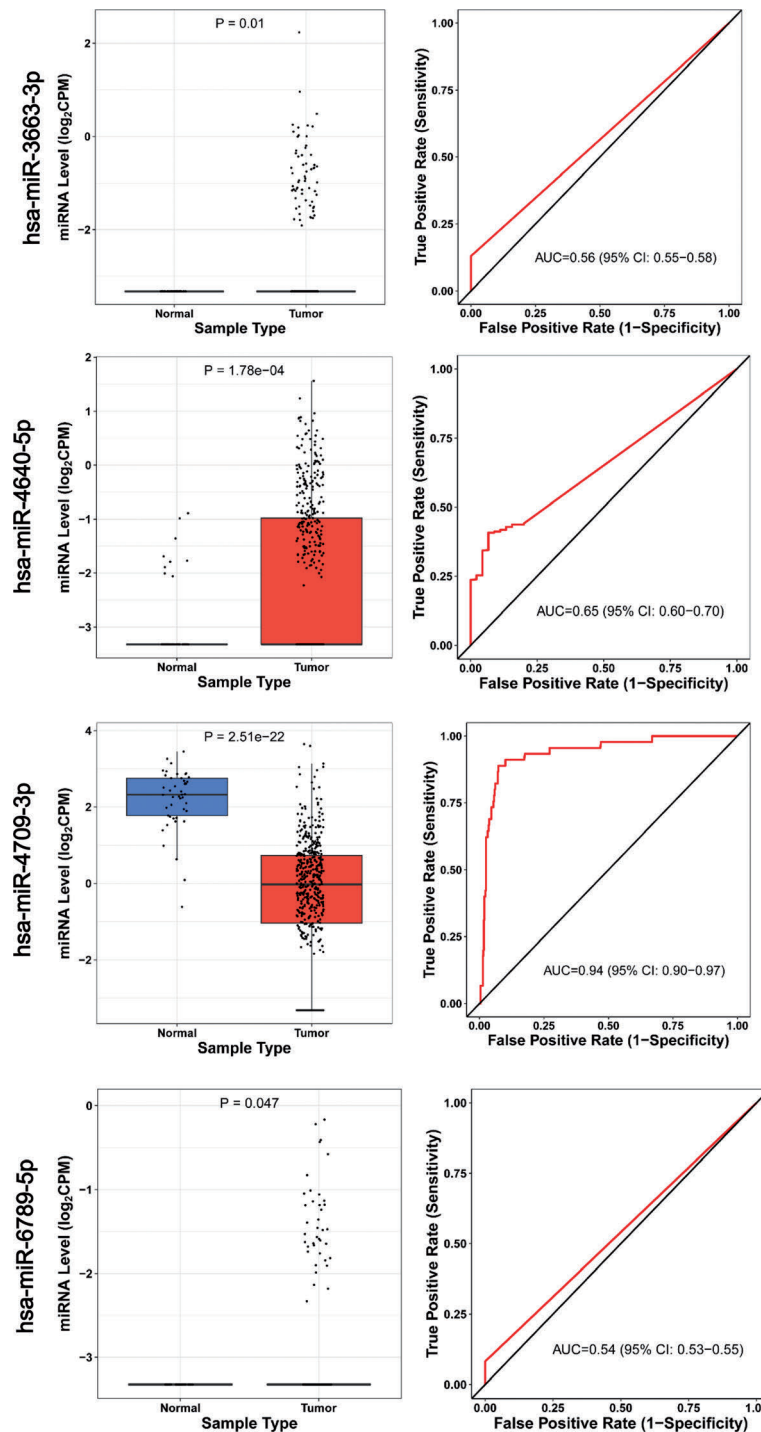 hsa-miR-3663-3p
miRNA Level (log₂CPM)
P = 0.01
2
0
−2
Normal
Tumor
Sample Type
True Positive Rate (Sensitivity)
1.00
0.75
0.50
0.25
0.00
AUC=0.56 (95% CI: 0.55−0.58)
0.00
0.25
0.50
0.75
1.00
False Positive Rate (1−Specificity)
hsa-miR-4640-5p
miRNA Level (log₂CPM)
P = 1.78e−04
2
1
0
−1
−2
−3
Normal
Tumor
Sample Type
True Positive Rate (Sensitivity)
1.00
0.75
0.50
0.25
0.00
AUC=0.65 (95% CI: 0.60−0.70)
0.00
0.25
0.50
0.75
1.00
False Positive Rate (1−Specificity)
hsa-miR-4709-3p
miRNA Level (log₂CPM)
P = 2.51e−22
4
2
0
−2
Normal
Tumor
Sample Type
True Positive Rate (Sensitivity)
1.00
0.75
0.50
0.25
0.00
AUC=0.94 (95% CI: 0.90−0.97)
0.00
0.25
0.50
0.75
1.00
False Positive Rate (1−Specificity)
hsa-miR-6789-5p
miRNA Level (log₂CPM)
P = 0.047
0
−1
−2
−3
Normal
Tumor
Sample Type
True Positive Rate (Sensitivity)
1.00
0.75
0.50
0.25
0.00
AUC=0.54 (95% CI: 0.53−0.55)
0.00
0.25
0.50
0.75
1.00
False Positive Rate (1−Specificity)